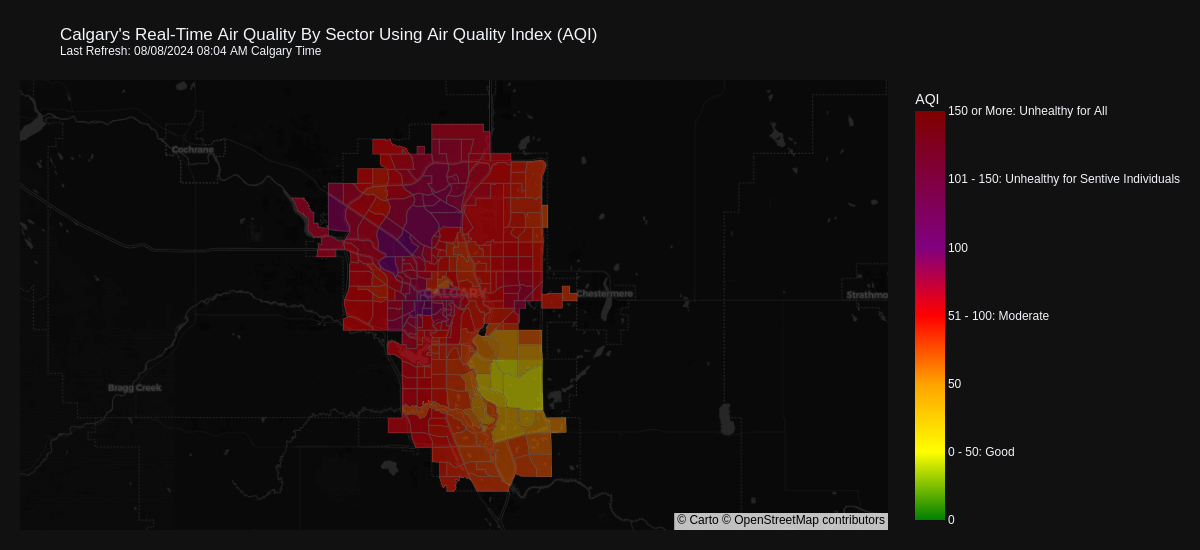 Calgary's Real-Time Air Quality By Sector Using Air Quality Index (AQI)
Last Refresh: 08/08/2024 08:04 AM Calgary Time
AQI
150 or More: Unhealthy for All
Cochrane
101 - 150: Unhealthy for Sentive Individuals
100
CALGARY
Chestermere
Strathmo
51 - 100: Moderate
50
Bragg Creek
0 - 50: Good
0
© Carto © OpenStreetMap contributors